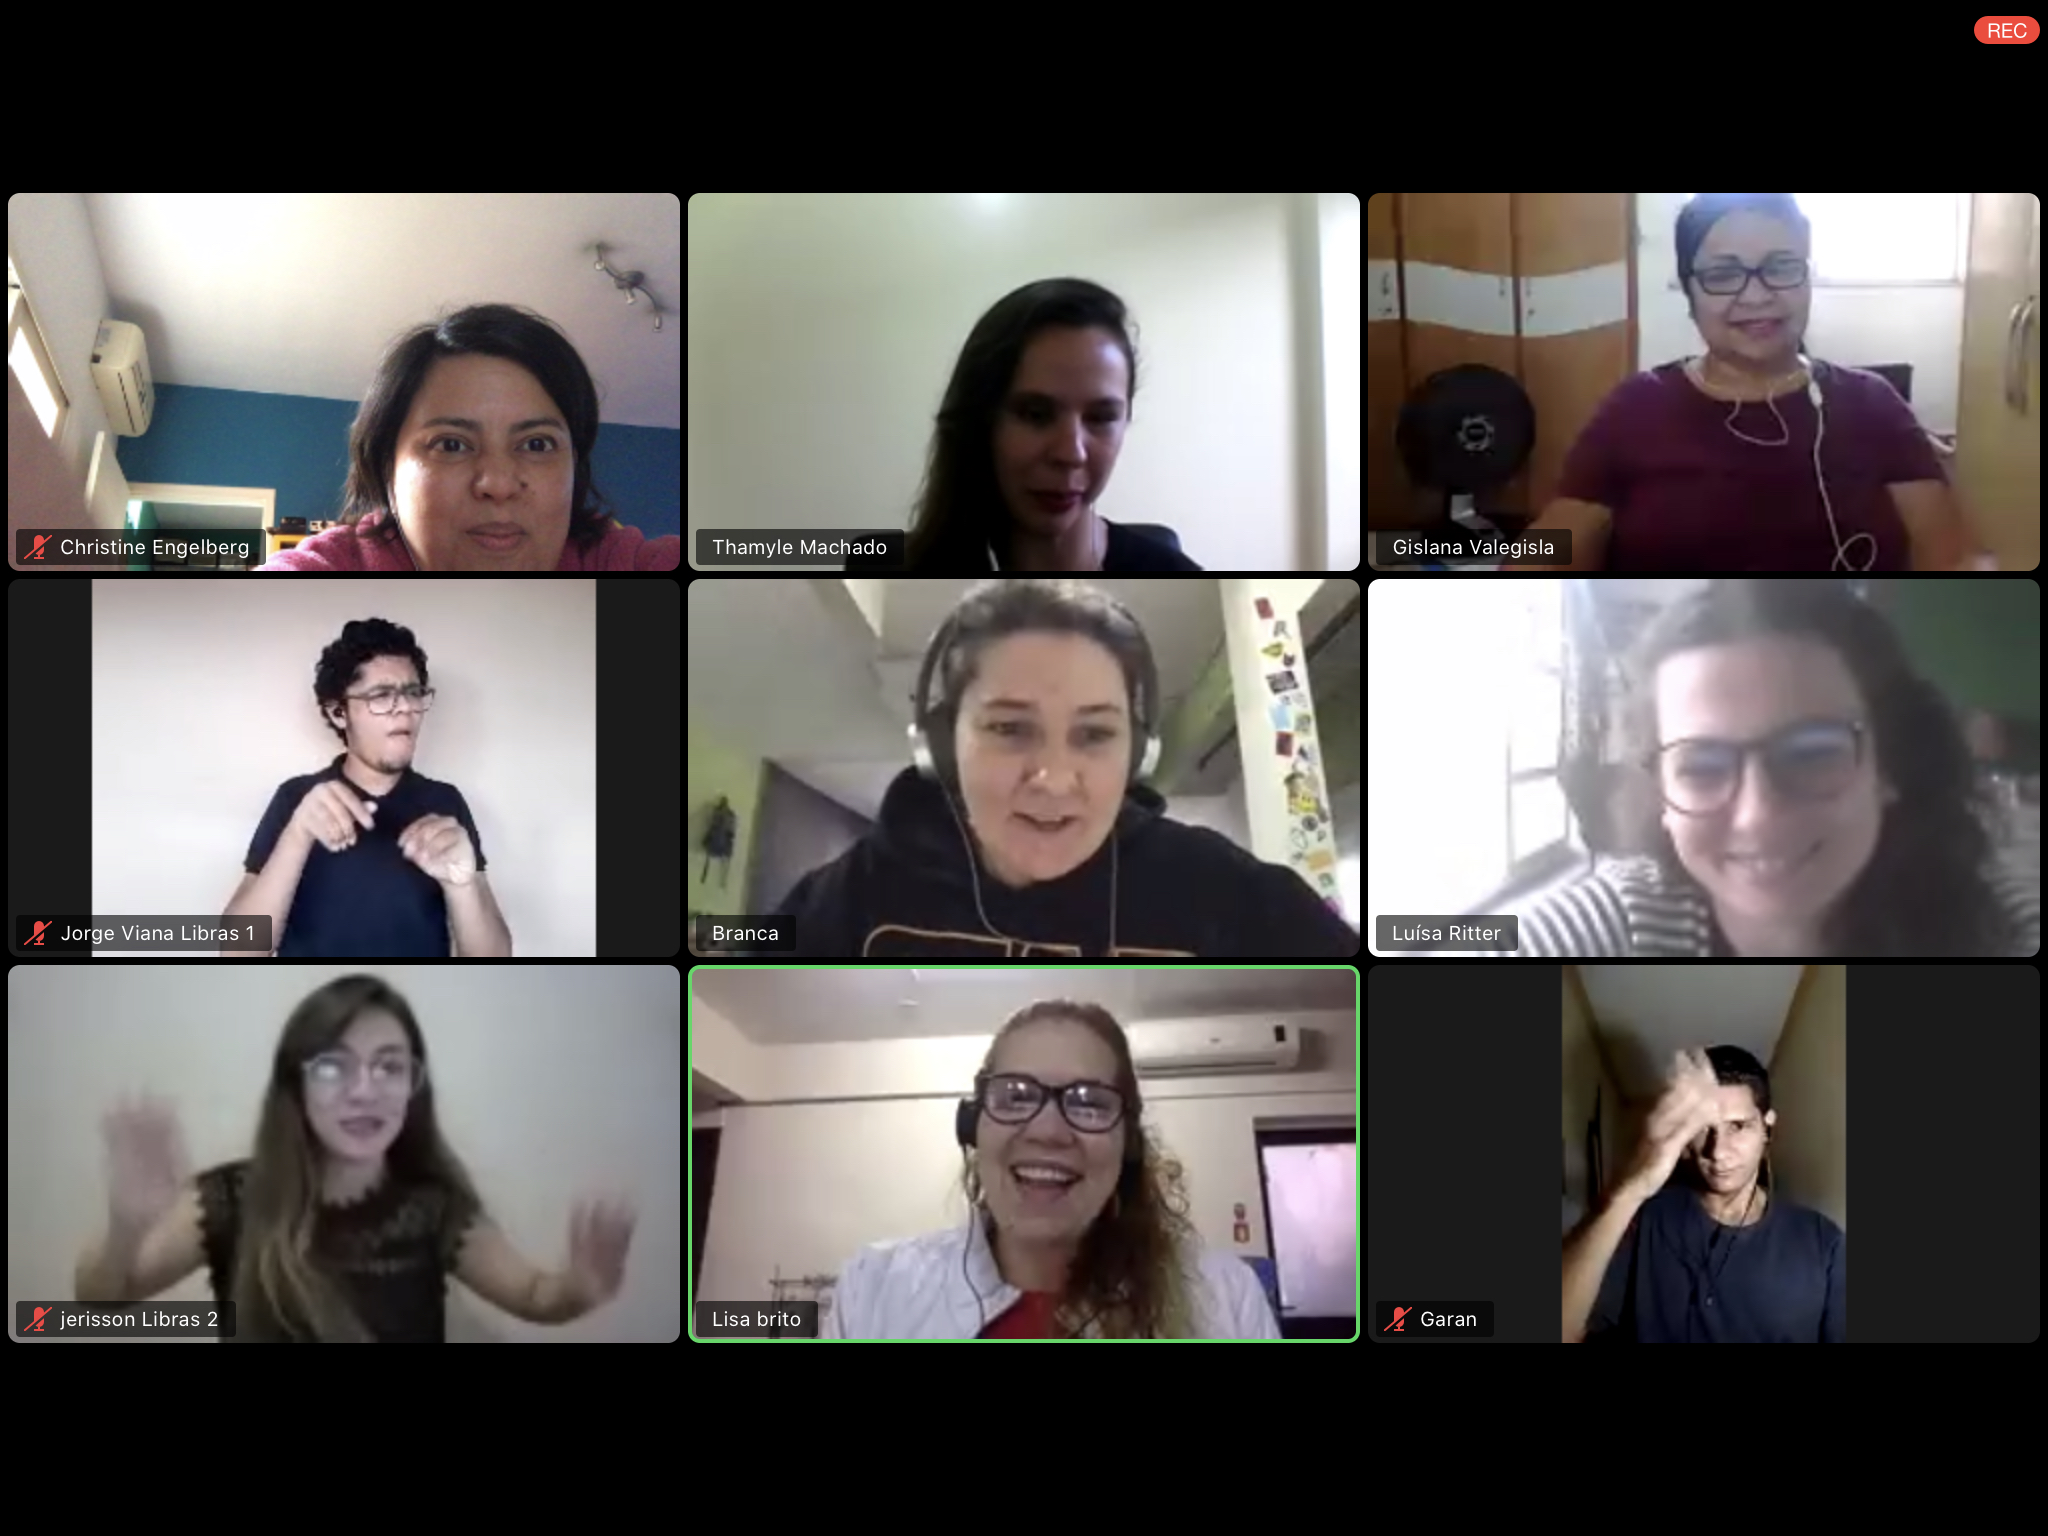 REC
Christine Engelberg
Thamyle Machado
Gislana Valegisla
Jorge Viana Libras 1
Branca
Luísa Ritter
jerisson Libras 2
Lisa brito
Garan